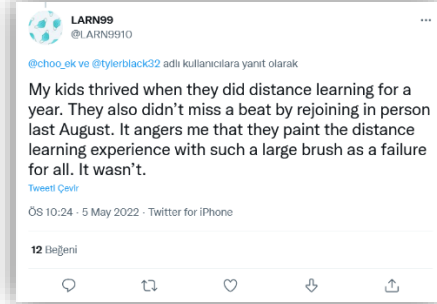 LARN99
@LARN9910
@choo_ek ve @tylerblack32 adlı kullanıcılara yanıt olarak
My kids thrived when they did distance learning for a
year. They also didn't miss a beat by rejoining in person
last August. It angers me that they paint the distance
learning experience with such a large brush as a failure
for all. It wasn't.
Tweeti Çevir
ÖS 10:24 · 5 May 2022 · Twitter for iPhone
12 Beğeni